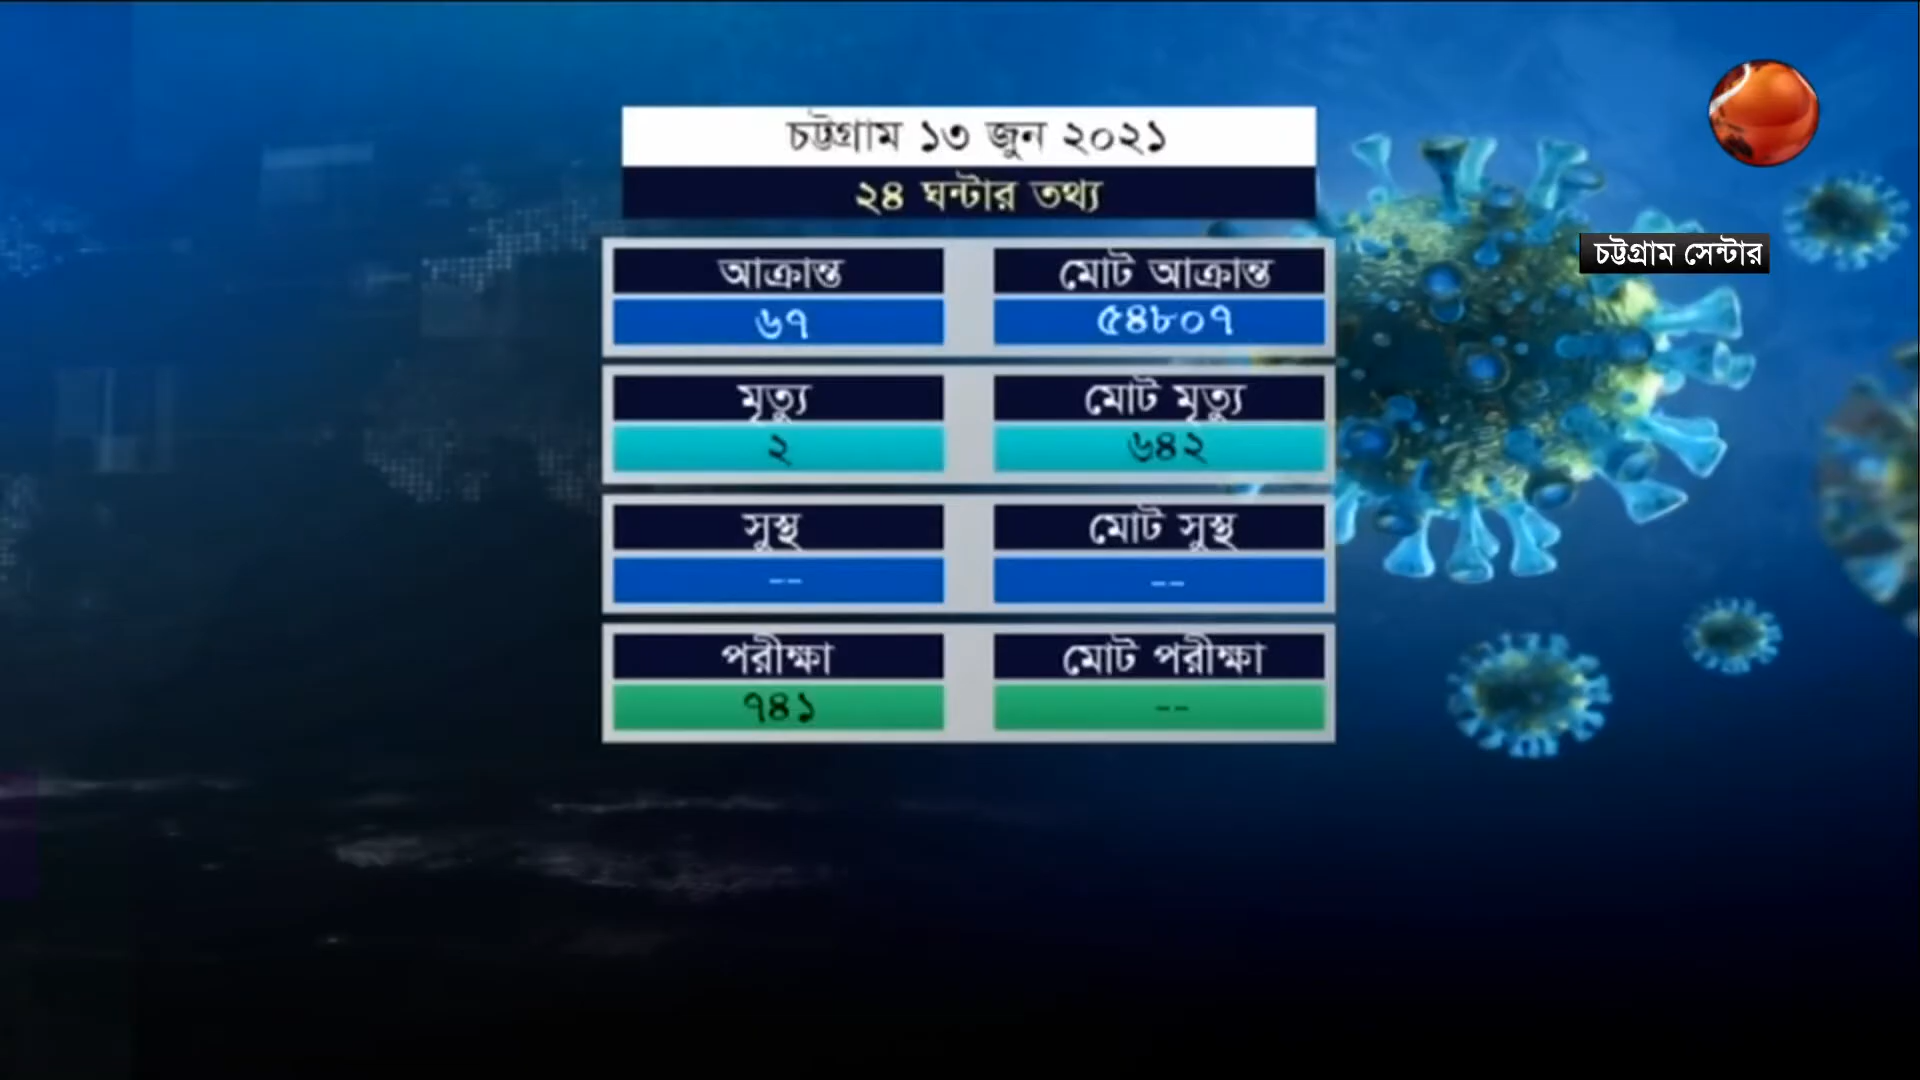 চট্টগ্রাম ১৩ জুন ২০২১
২৪ ঘন্টার তথ্য
চট্টগ্রাম সেন্টার
আক্রান্ত মোট আক্রান্ত
৬৭ ৫৪৮০৭
মৃত্যু মোট মৃত্যু
২ ৬৪২
সুস্থ মোট সুস্থ
-- --
পরীক্ষা মোট পরীক্ষা
৭৪১ --